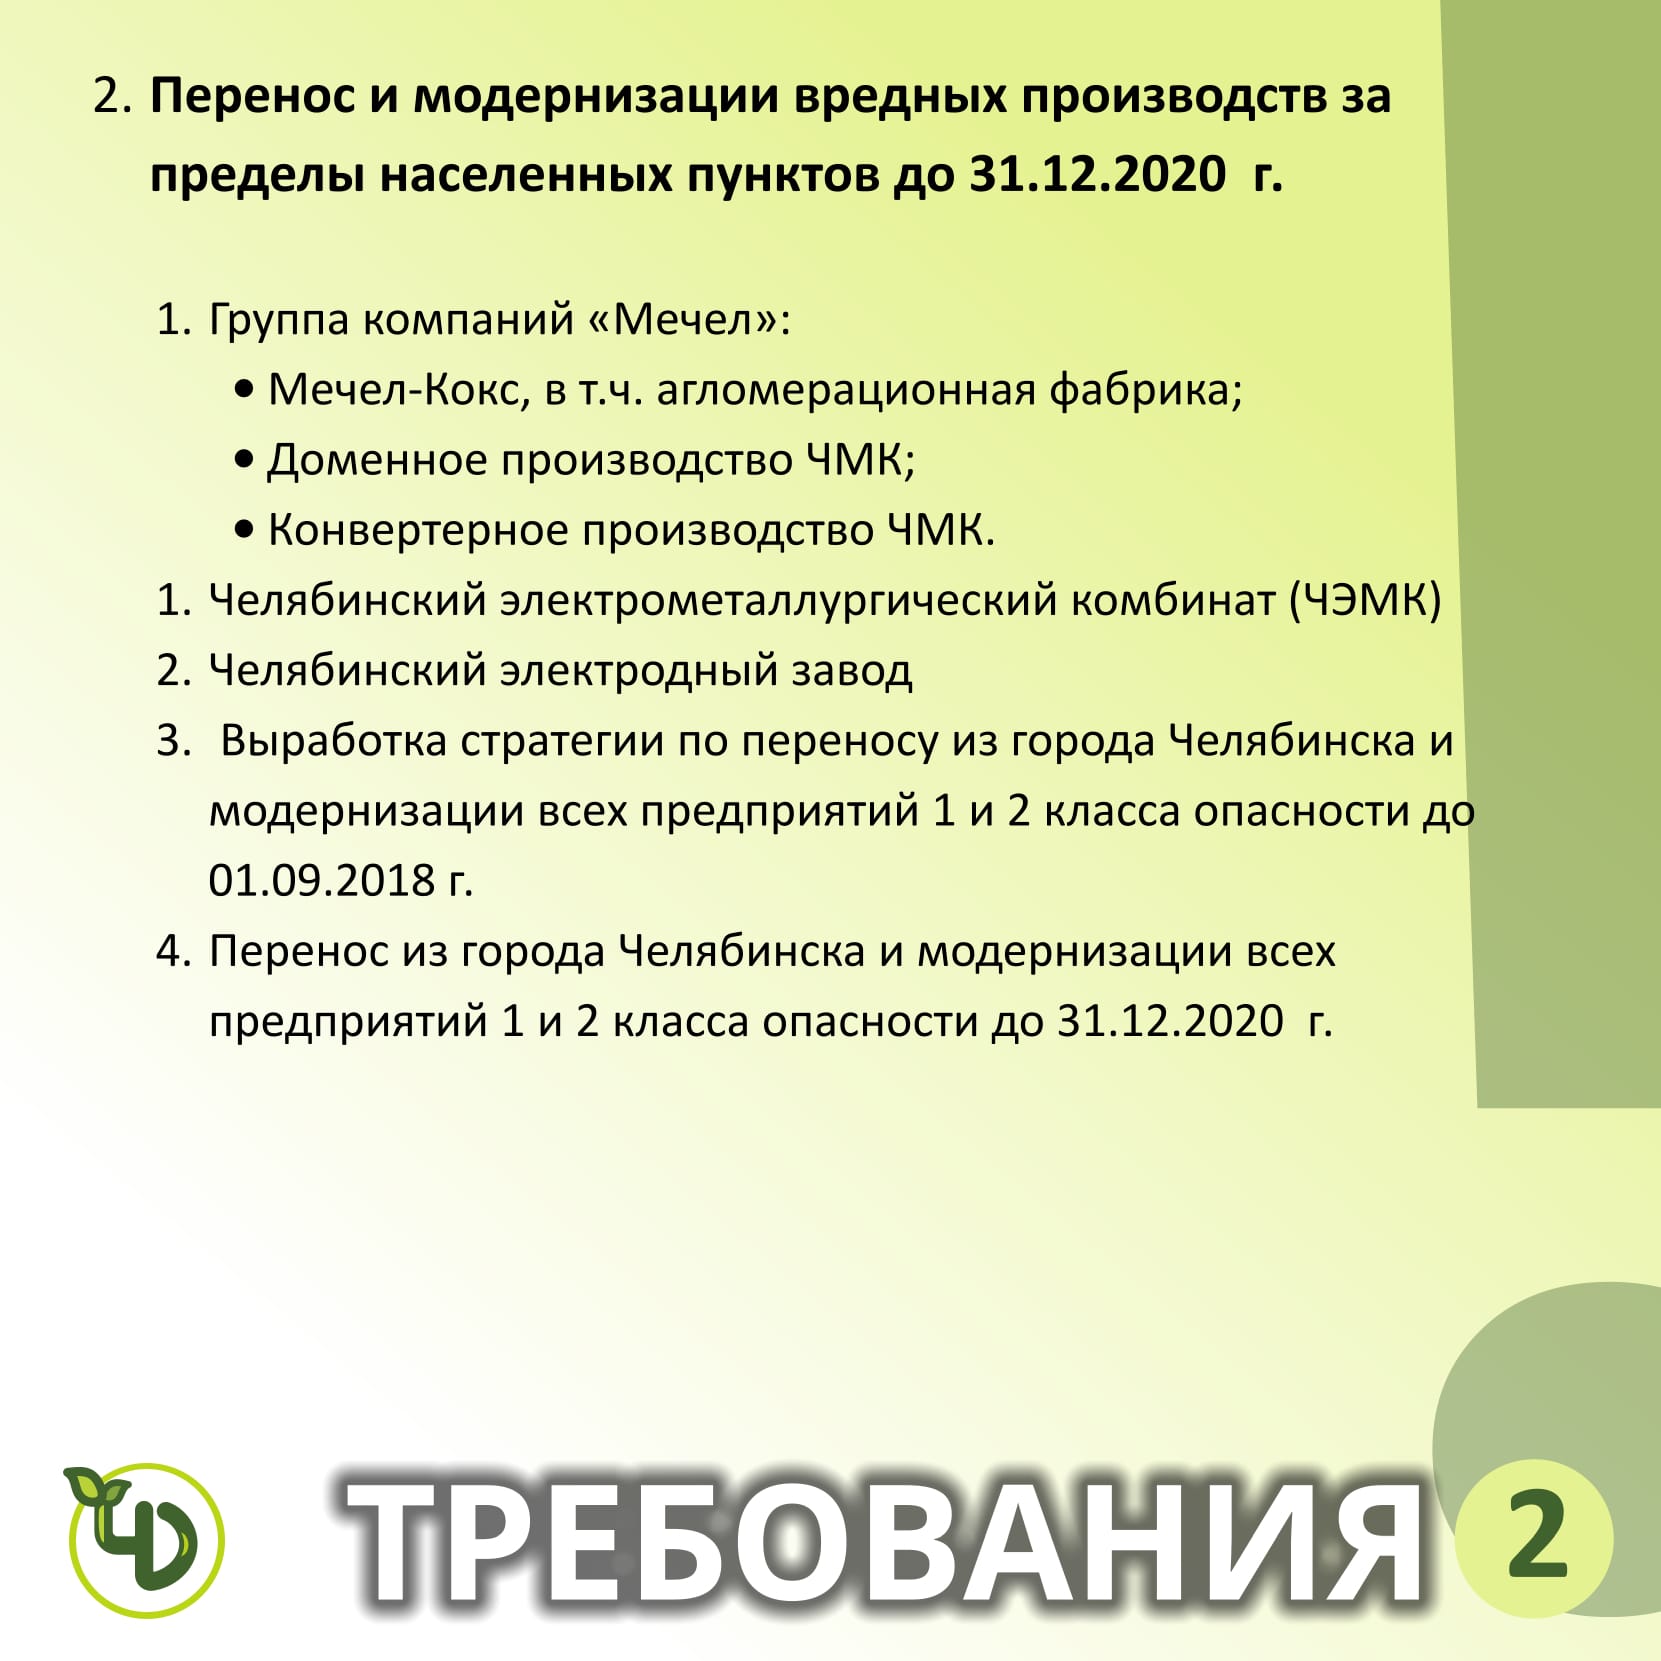 2. Перенос и модернизации вредных производств за
пределы населенных пунктов до 31.12.2020  г.
1. Группа компаний «Мечел»:
• Мечел-Кокс, в т.ч. агломерационная фабрика;
• Доменное производство ЧМК;
• Конвертерное производство ЧМК.
1. Челябинский электрометаллургический комбинат (ЧЭМК)
2. Челябинский электродный завод
3.  Выработка стратегии по переносу из города Челябинска и
модернизации всех предприятий 1 и 2 класса опасности до
01.09.2018 г.
4. Перенос из города Челябинска и модернизации всех
предприятий 1 и 2 класса опасности до 31.12.2020  г.
ЧД
ТРЕБОВАНИЯ
2